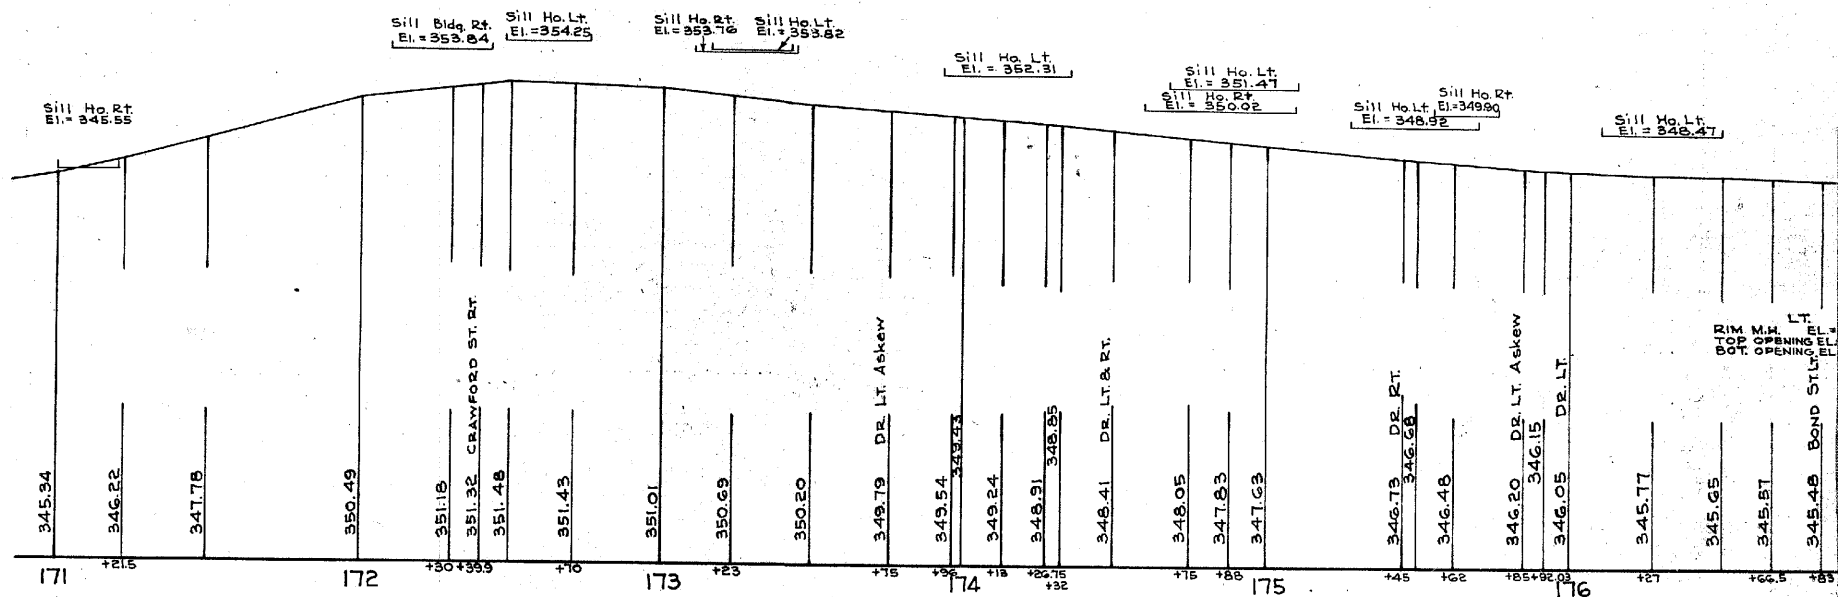 Sill Ho. Rt.
El. = 345.55
Sill Bldg. Rt.
El. = 353.84
Sill Ho. Lt.
El. = 354.25
Sill Ho. Rt.
El. = 353.76
Sill Ho. Lt.
El. = 353.82
Sill Ho. Lt.
El. = 352.31
Sill Ho. Lt.
El. = 351.47
Sill Ho. Rt.
El. = 350.02
Sill Ho. Lt.
El. = 348.92
Sill Ho. Rt.
El. = 349.90
Sill Ho. Lt.
El. = 348.47
LT.
RIM M.H. EL. =
TOP OPENING EL.
BOT. OPENING EL
345.34
346.22
347.78
350.49
351.18
351.32 CRAWFORD ST. RT.
351.48
351.43
351.01
350.69
350.20
349.79 DR. LT. Askew
349.54
349.43
349.24
348.91
348.85
348.41 DR. LT. & RT.
348.05
347.83
347.63
346.73 DR. RT.
346.68
346.48
346.20 DR. LT. Askew
346.15
346.05 DR. LT.
345.77
345.65
345.57
345.48 BOND ST. LT.
171 +21.5 172 +30 +39.9 +70 173 +23 +75 +96 174 +13 +26.75 +32 +75 +88 175 +45 +62 +85 +92.03 176 +27 +66.5 +83